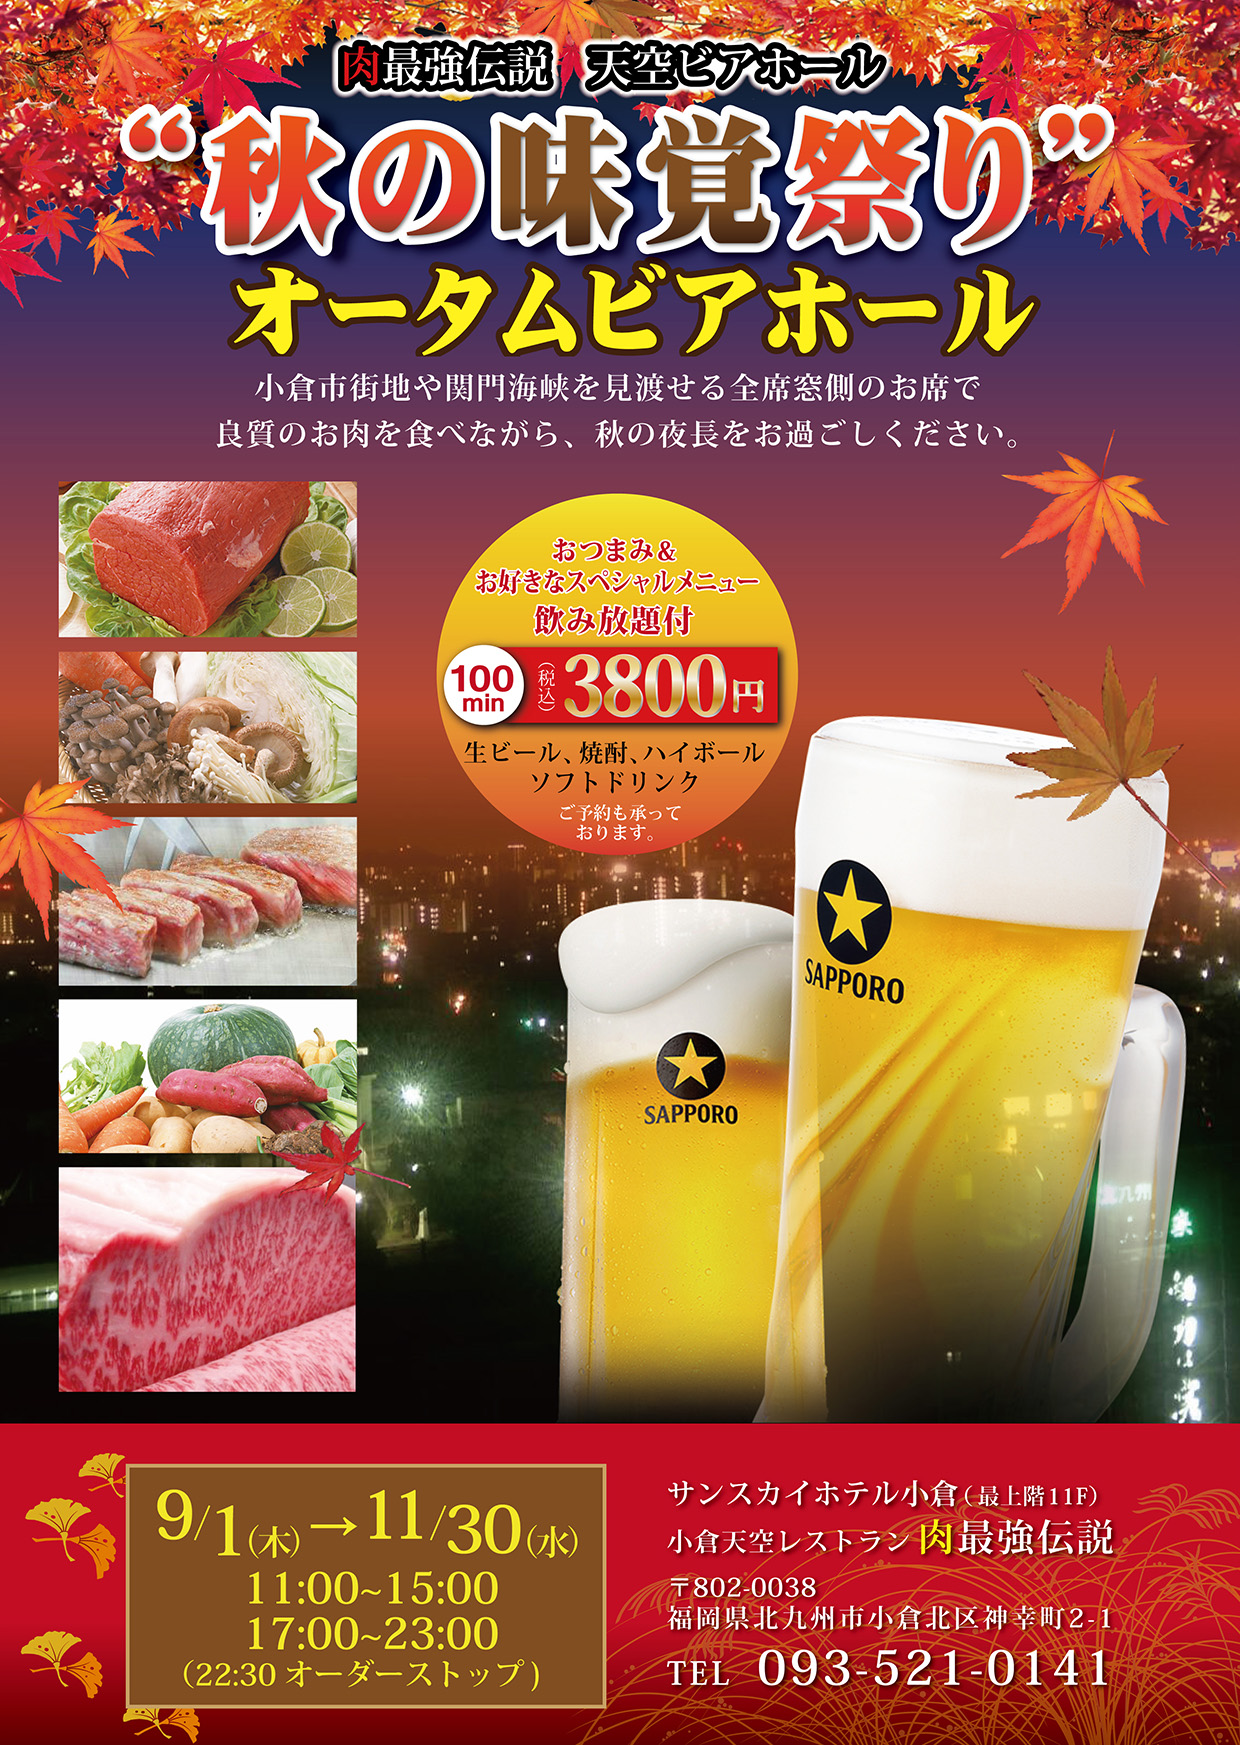 肉最強伝説　天空ビアホール
“秋の味覚祭り”
オータムビアホール
小倉市街地や関門海峡を見渡せる全席窓側のお席で
良質のお肉を食べながら、秋の夜長をお過ごしください。
おつまみ＆
お好きなスペシャルメニュー
飲み放題付
100 min (税込) 3800円
生ビール、焼酎、ハイボール
ソフトドリンク
ご予約も承って
おります。
SAPPORO
SAPPORO
9/1(木)→11/30(水)
11:00~15:00
17:00~23:00
(22:30オーダーストップ)
サンスカイホテル小倉(最上階11F)
小倉天空レストラン 肉最強伝説
〒802-0038
福岡県北九州市小倉北区神幸町2-1
TEL 093-521-0141